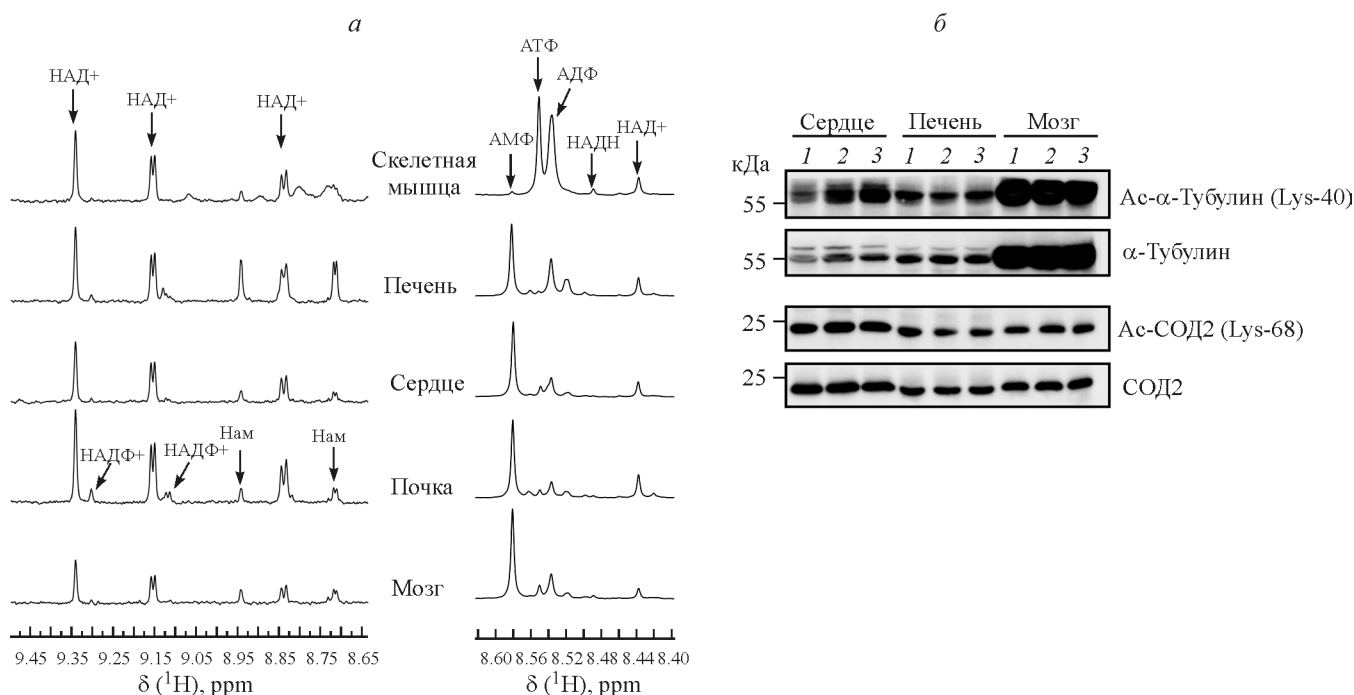 а
НАД+
НАД+
НАД+
АТФ
АДФ
АМФ
НАДН
НАД+
Скелетная
мышца
Печень
Сердце
НАДФ+
НАДФ+
Нам
Нам
Почка
Мозг
9.45 9.35 9.25 9.15 9.05 8.95 8.85 8.75 8.65
δ (¹H), ppm
8.60 8.56 8.52 8.48 8.44 8.40
δ (¹H), ppm
б
Сердце Печень Мозг
кДа 1 2 3 1 2 3 1 2 3
55 Ac-α-Тубулин (Lys-40)
55 α-Тубулин
25 Ac-СОД2 (Lys-68)
25 СОД2